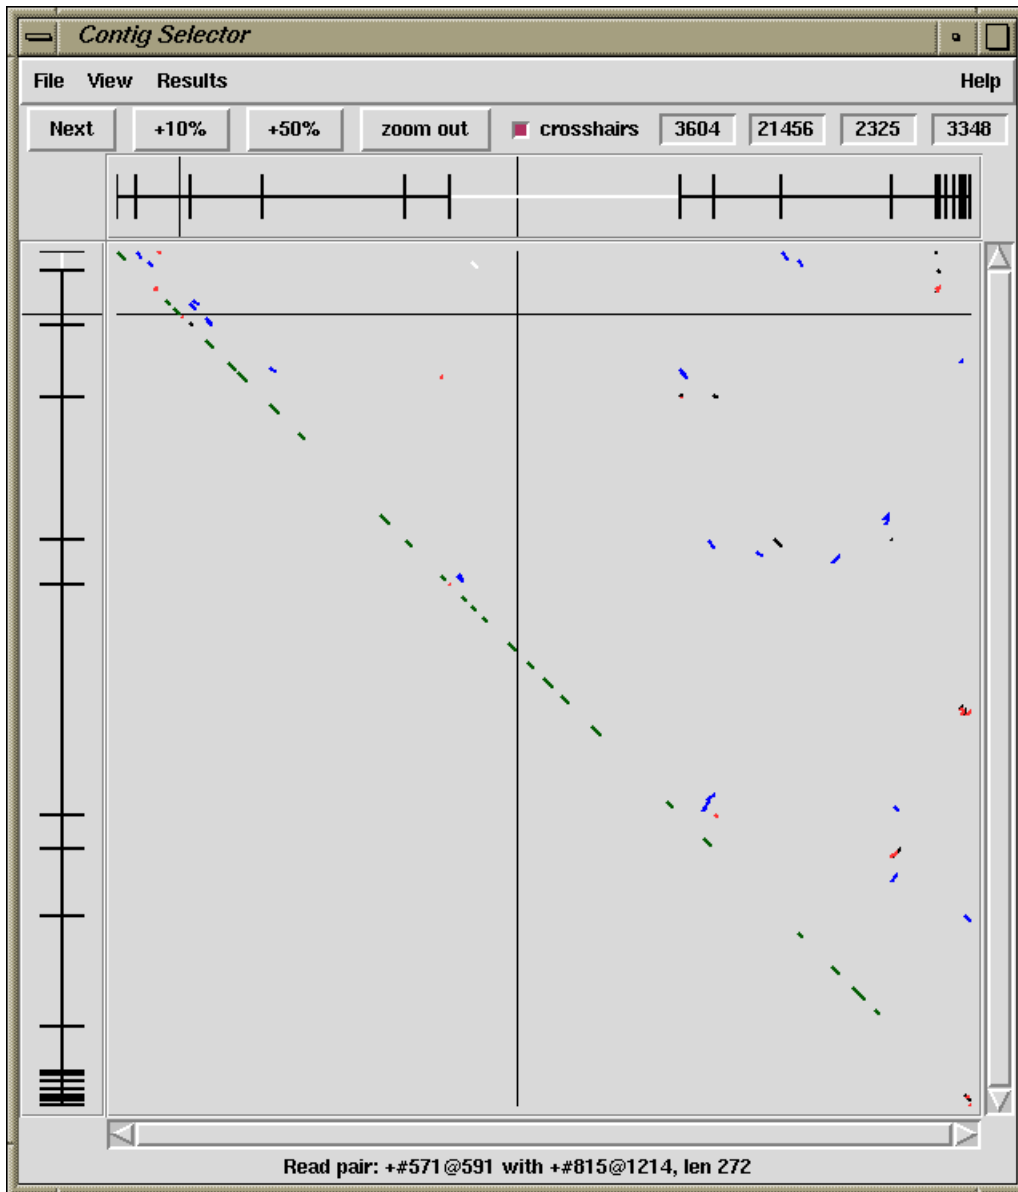 Contig Selector
File View Results Help
Next +10% +50% zoom out crosshairs 3604 21456 2325 3348
Read pair: +#571@591 with +#815@1214, len 272